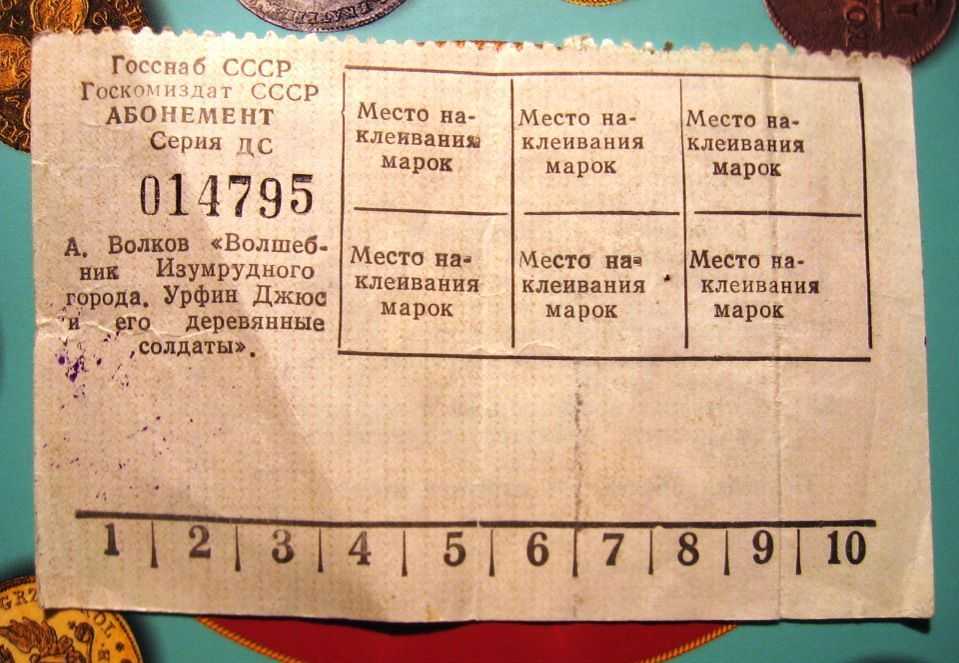 Госснаб СССР
Госкомиздат СССР
АБОНЕМЕНТ
Серия ДС
014795
А. Волков «Волшеб-
ник Изумрудного
города. Урфин Джюс
и его деревянные
солдаты».
Место на-
клеивания
марок
Место на-
клеивания
марок
Место на-
клеивания
марок
Место на-
клеивания
марок
Место на-
клеивания
марок
Место на-
клеивания
марок
1 2 3 4 5 6 7 8 9 10